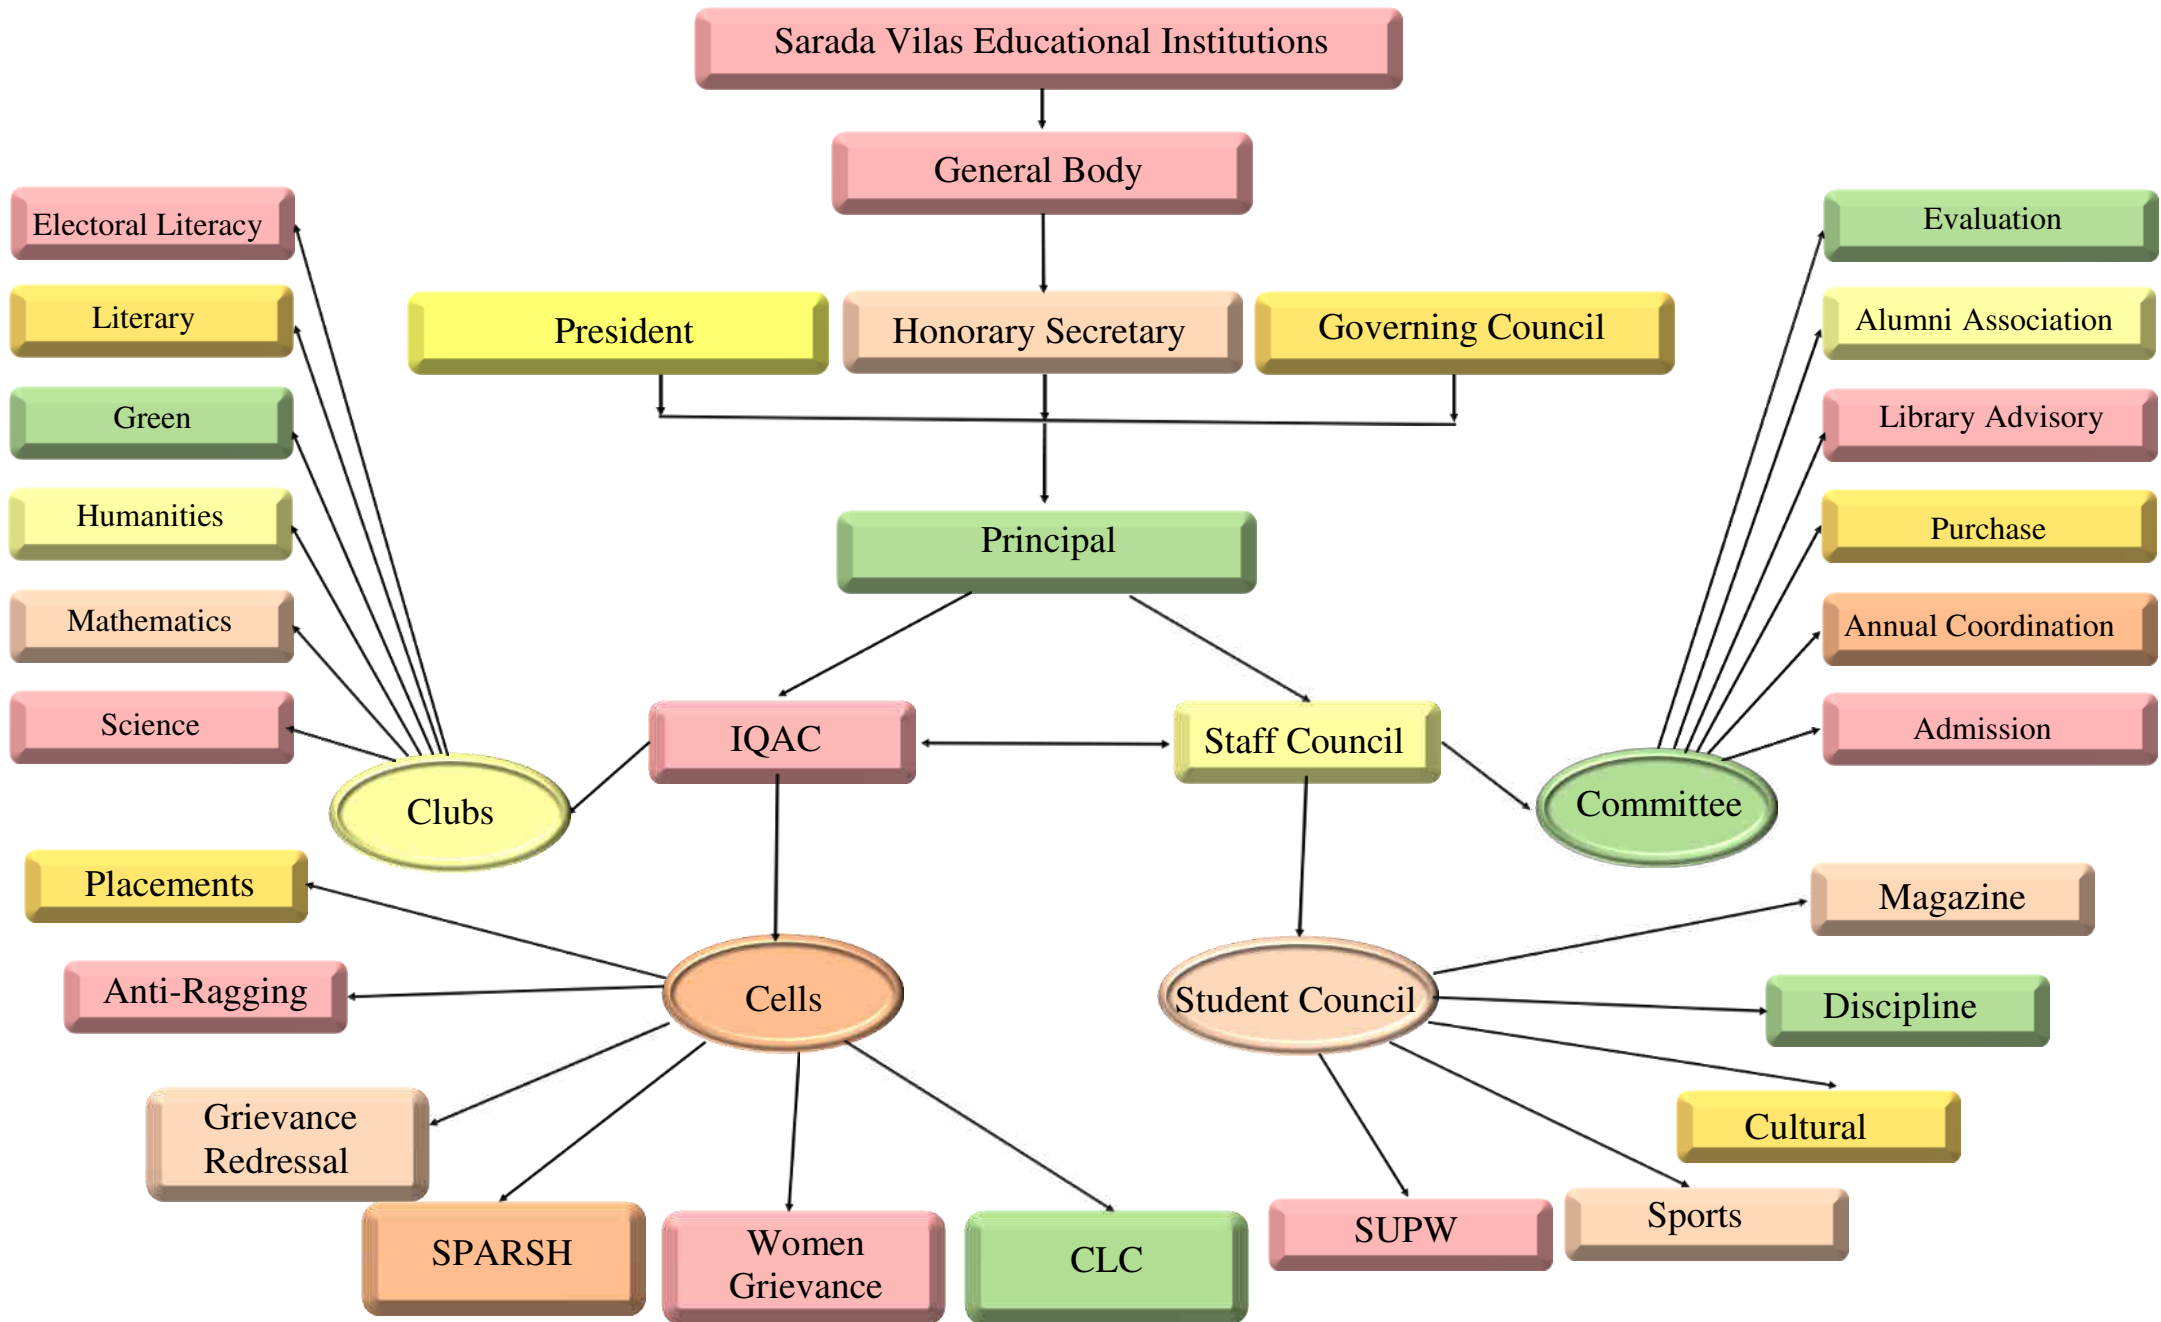 Sarada Vilas Educational Institutions
General Body
President
Honorary Secretary
Governing Council
Principal
IQAC
Staff Council
Clubs
Electoral Literacy
Literary
Green
Humanities
Mathematics
Science
Committee
Evaluation
Alumni Association
Library Advisory
Purchase
Annual Coordination
Admission
Cells
Placements
Anti-Ragging
Grievance
Redressal
SPARSH
Women
Grievance
CLC
Student Council
Magazine
Discipline
Cultural
Sports
SUPW